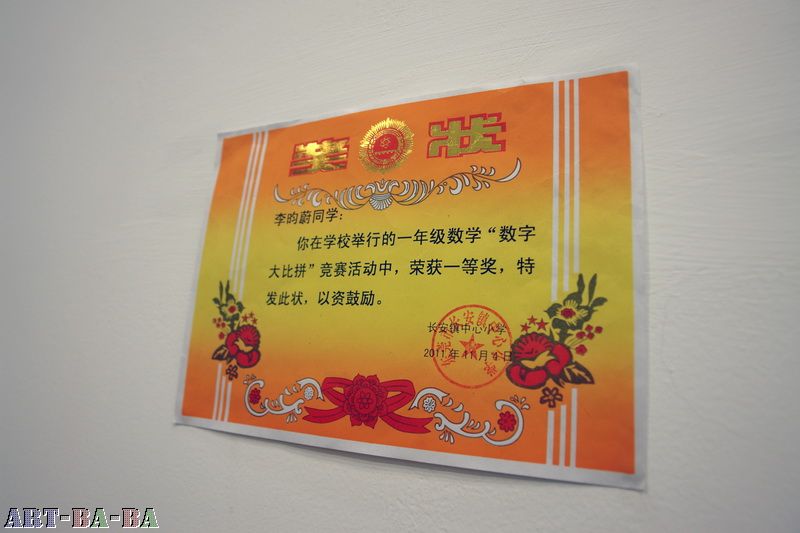 奖 状
李昀蔚同学:
你在学校举行的一年级数学“数字
大比拼”竞赛活动中,荣获一等奖,特
发此状,以资鼓励。
长安镇中心小学
2011年11月4日
ART-BA-BA